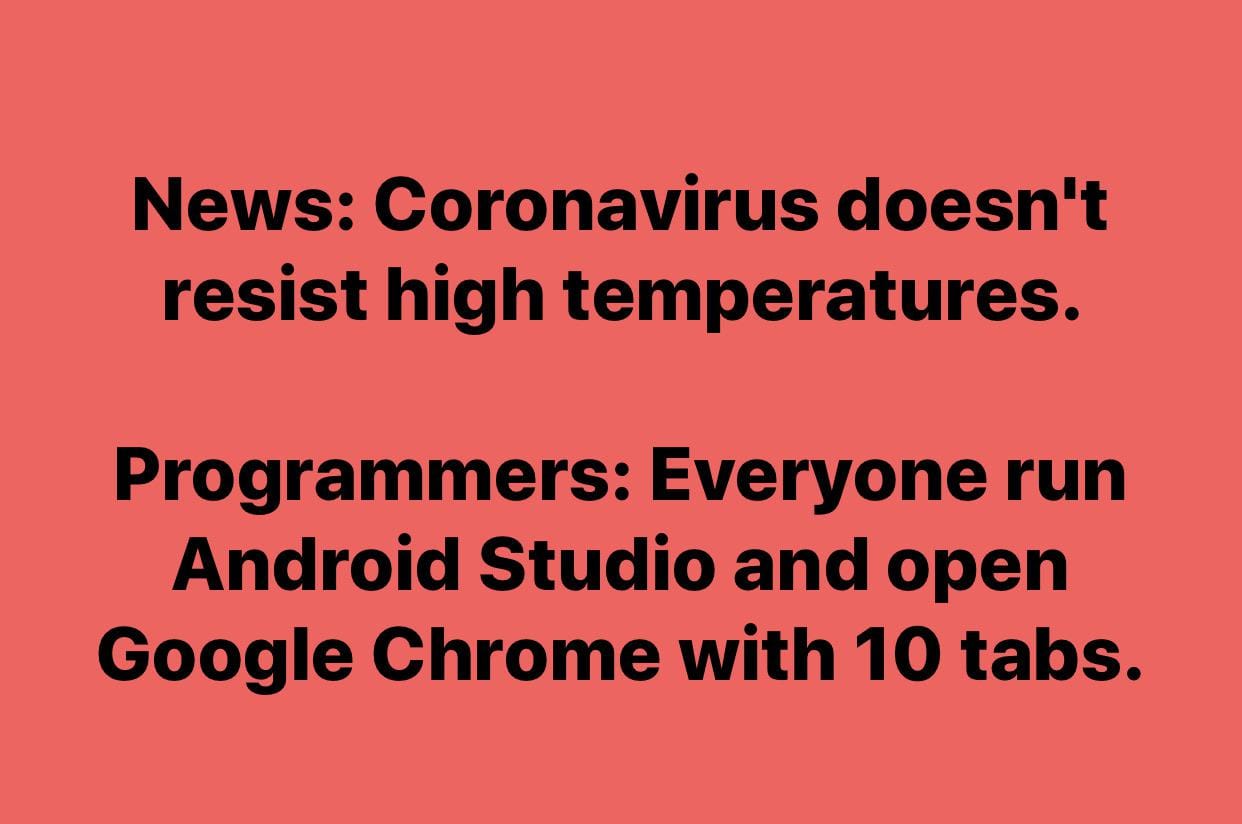 News: Coronavirus doesn't
resist high temperatures.
Programmers: Everyone run
Android Studio and open
Google Chrome with 10 tabs.